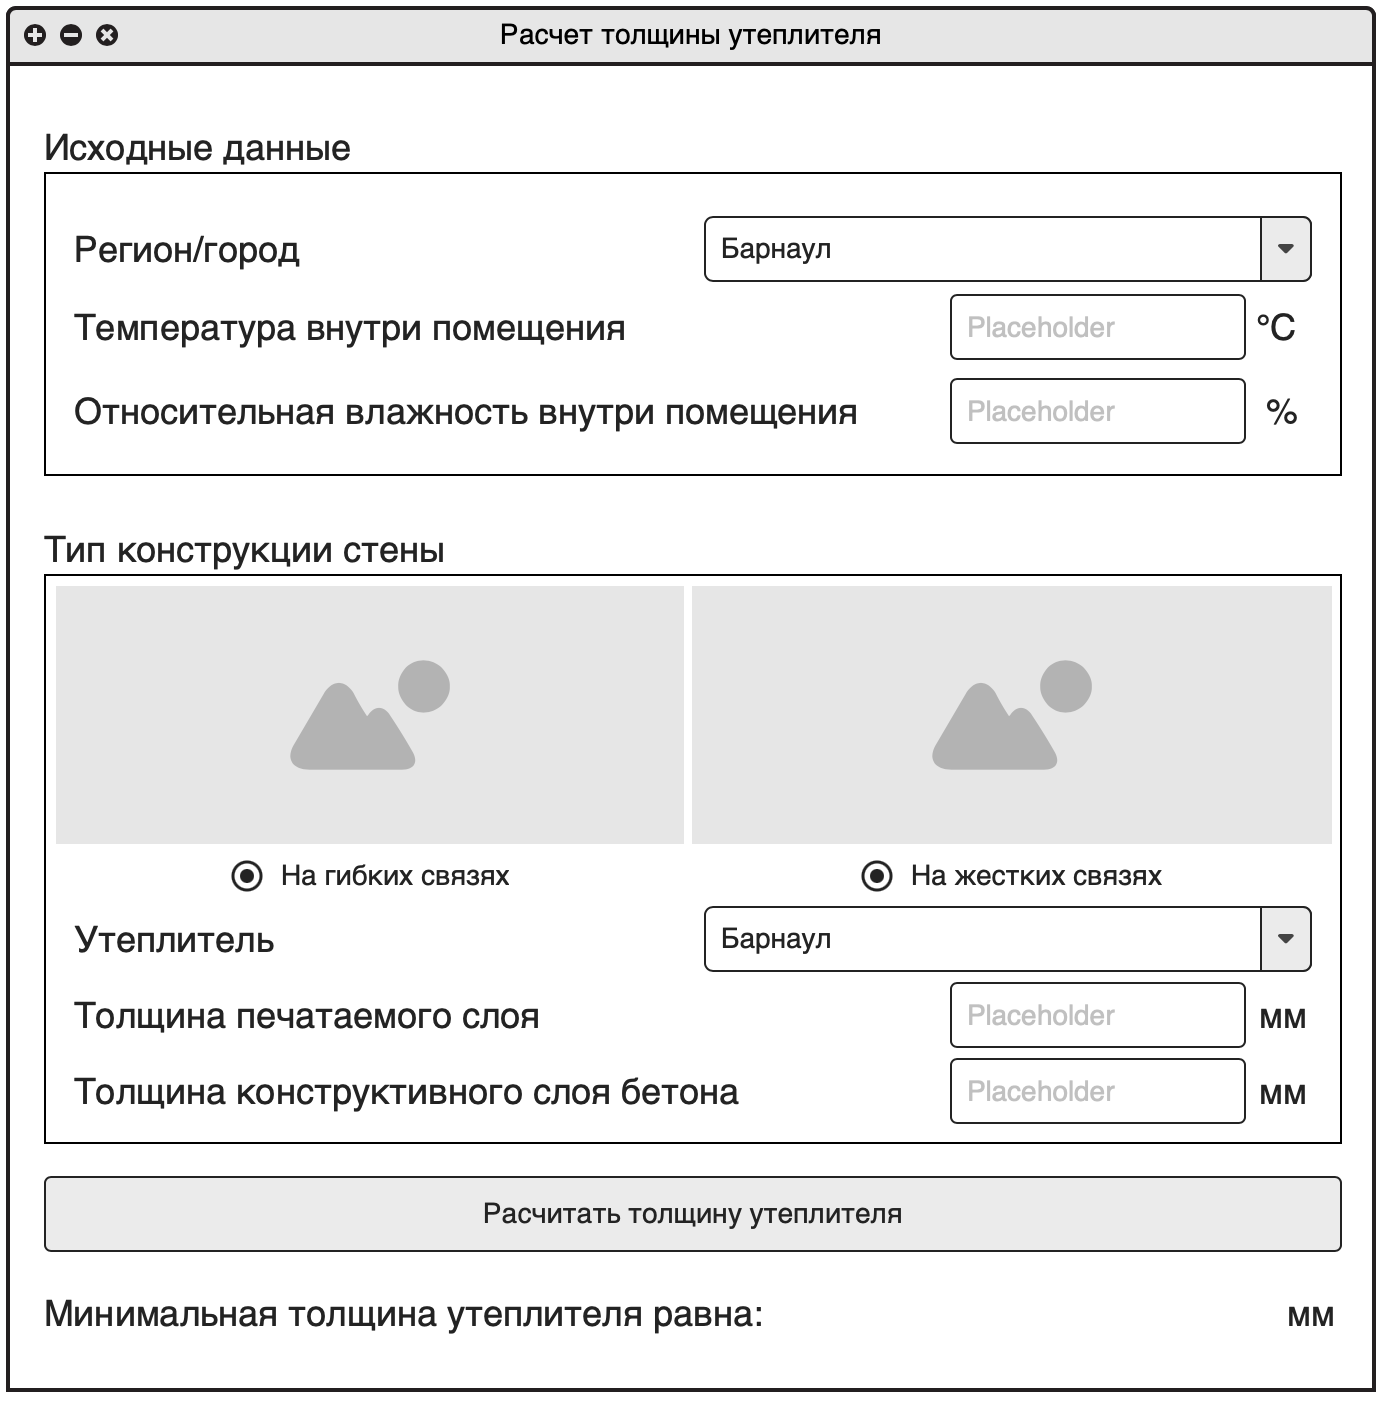 Расчет толщины утеплителя
Исходные данные
Регион/город Барнаул
Температура внутри помещения Placeholder °C
Относительная влажность внутри помещения Placeholder %
Тип конструкции стены
На гибких связях На жестких связях
Утеплитель Барнаул
Толщина печатаемого слоя Placeholder мм
Толщина конструктивного слоя бетона Placeholder мм
Расчитать толщину утеплителя
Минимальная толщина утеплителя равна: мм